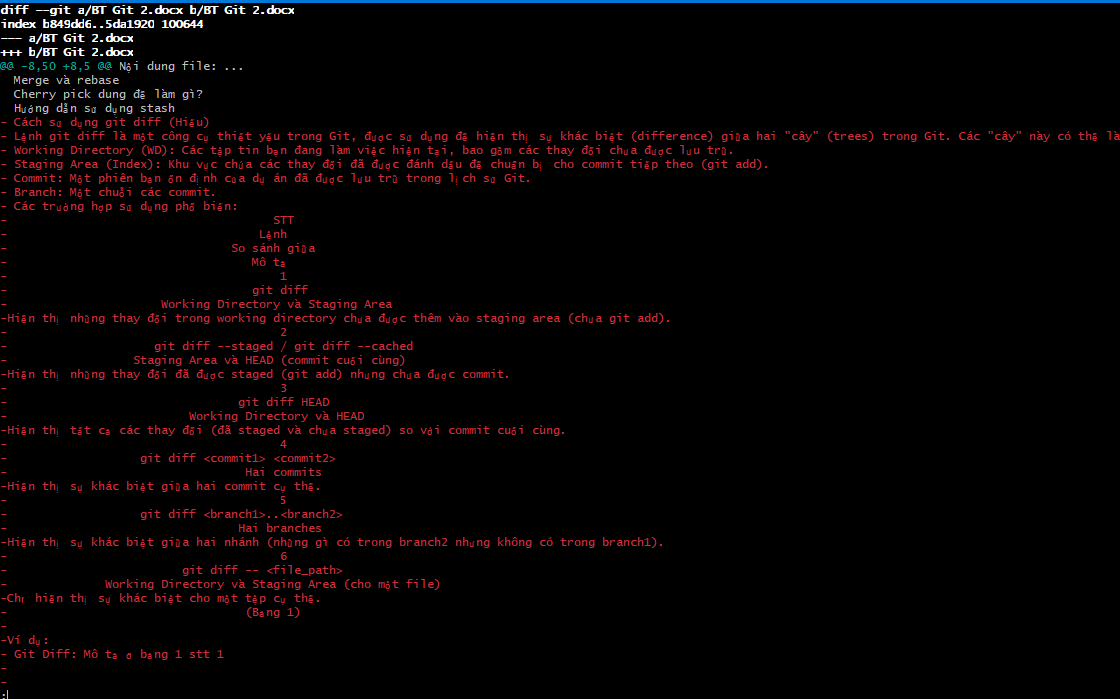 diff --git a/BT Git 2.docx b/BT Git 2.docx
index b849dd6..5da1920 100644
--- a/BT Git 2.docx
+++ b/BT Git 2.docx
@@ -8,50 +8,5 @@ Nội dung file: ...
Merge và rebase
Cherry pick dung để làm gì?
Hướng dẫn sử dụng stash
- Cách sử dụng git diff (Hiếu)
- Lệnh git diff là một công cụ thiết yếu trong Git, được sử dụng để hiển thị sự khác biệt (difference) giữa hai "cây" (trees) trong Git. Các "cây" này có thể là
- Working Directory (WD): Các tập tin bạn đang làm việc hiện tại, bao gồm các thay đổi chưa được lưu trữ.
- Staging Area (Index): Khu vực chứa các thay đổi đã được đánh dấu để chuẩn bị cho commit tiếp theo (git add).
- Commit: Một phiên bản ổn định của dự án đã được lưu trữ trong lịch sử Git.
- Branch: Một chuỗi các commit.
- Các trường hợp sử dụng phổ biến:
- STT
- Lệnh
- So sánh giữa
- Mô tả
- 1
- git diff
- Working Directory và Staging Area
-Hiển thị những thay đổi trong working directory chưa được thêm vào staging area (chưa git add).
- 2
- git diff --staged / git diff --cached
- Staging Area và HEAD (commit cuối cùng)
-Hiển thị những thay đổi đã được staged (git add) nhưng chưa được commit.
- 3
- git diff HEAD
- Working Directory và HEAD
-Hiển thị tất cả các thay đổi (đã staged và chưa staged) so với commit cuối cùng.
- 4
- git diff <commit1> <commit2>
- Hai commits
-Hiển thị sự khác biệt giữa hai commit cụ thể.
- 5
- git diff <branch1>..<branch2>
- Hai branches
-Hiển thị sự khác biệt giữa hai nhánh (những gì có trong branch2 nhưng không có trong branch1).
- 6
- git diff -- <file_path>
- Working Directory và Staging Area (cho một file)
-Chỉ hiển thị sự khác biệt cho một tệp cụ thể.
- (Bảng 1)
-
-Ví dụ:
- Git Diff: Mô tả ở bảng 1 stt 1
-
-
: